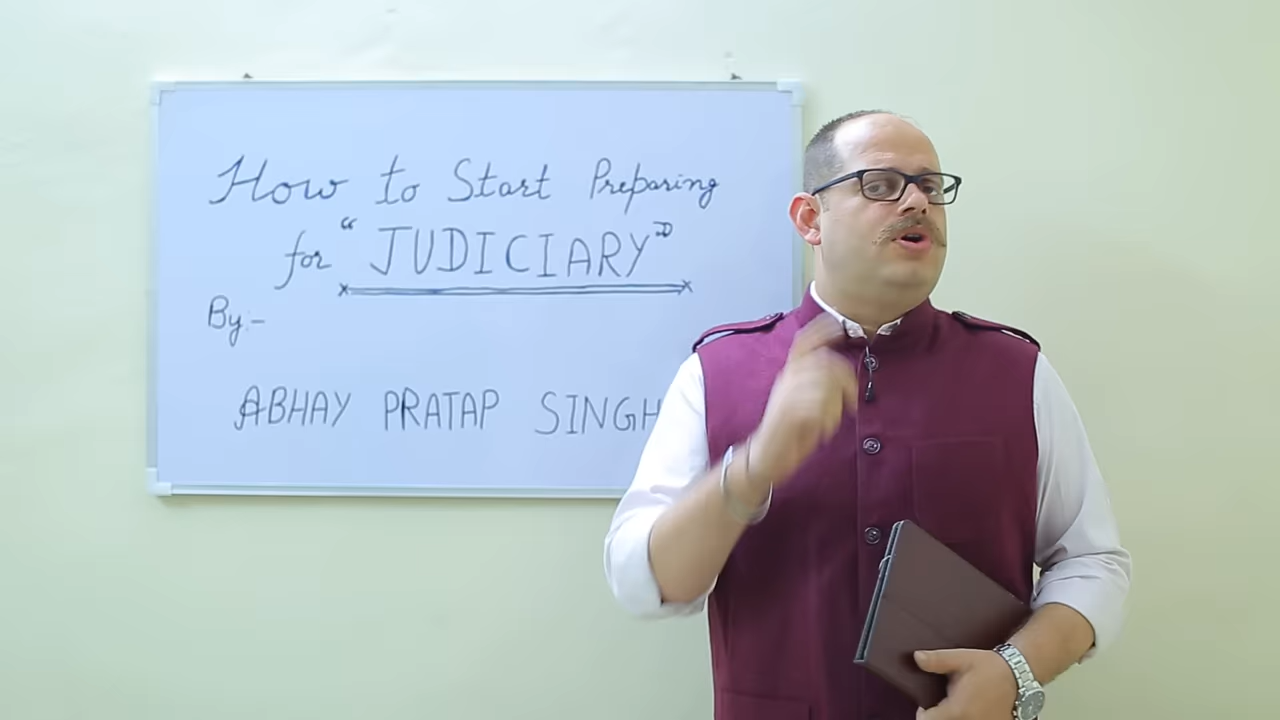 How to Start Preparing
for "JUDICIARY"
By:-
ABHAY PRATAP SINGH